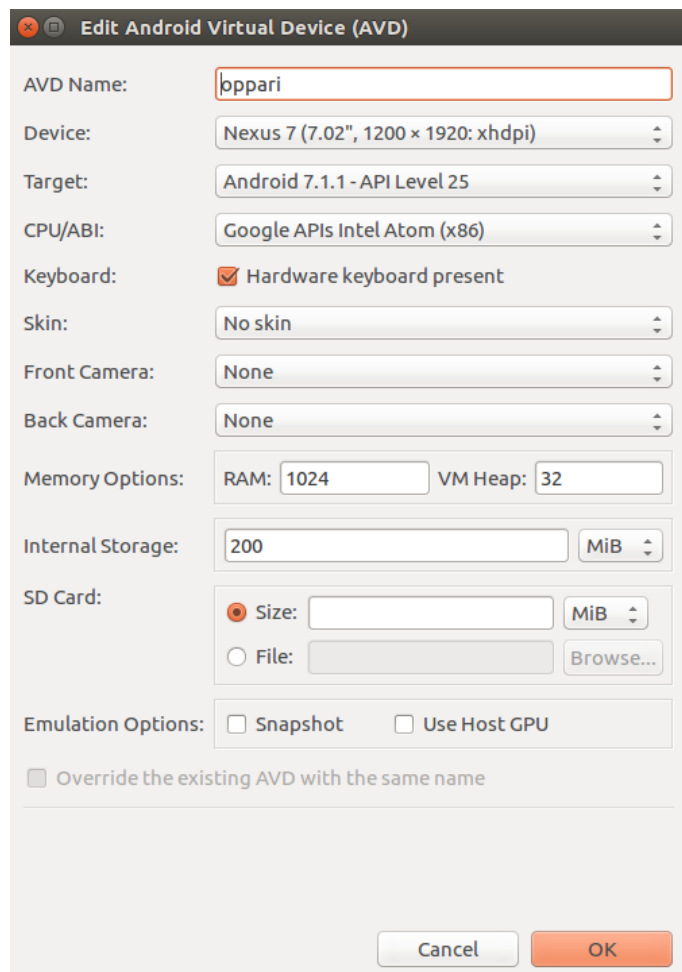 Edit Android Virtual Device (AVD)
AVD Name: oppari
Device: Nexus 7 (7.02", 1200 × 1920: xhdpi)
Target: Android 7.1.1 - API Level 25
CPU/ABI: Google APIs Intel Atom (x86)
Keyboard: Hardware keyboard present
Skin: No skin
Front Camera: None
Back Camera: None
Memory Options: RAM: 1024 VM Heap: 32
Internal Storage: 200 MiB
SD Card:
Size: MiB
File: Browse...
Emulation Options: Snapshot Use Host GPU
Override the existing AVD with the same name
Cancel OK